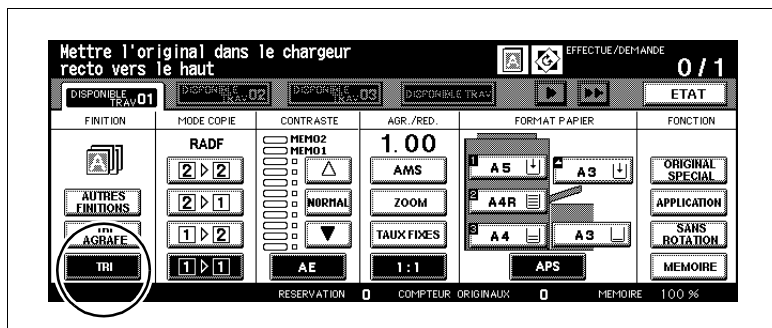 Mettre l'original dans le chargeur
recto vers le haut
EFFECTUE/DEMANDE
0/1
DISPONIBLE TRAV 01
DISPONIBLE TRAV 02
DISPONIBLE TRAV 03
DISPONIBLE TRAV
ETAT
FINITION
MODE COPIE
CONTRASTE
AGR./RED.
FORMAT PAPIER
FONCTION
A
AUTRES FINITIONS
TRI AGRAFE
TRI
RADF
2 ▷ 2
2 ▷ 1
1 ▷ 2
1 ▷ 1
MEMO2
MEMO1
NORMAL
AE
1.00
AMS
ZOOM
TAUX FIXES
1:1
1 A5
A3
2 A4R
3 A4
A3
APS
ORIGINAL SPECIAL
APPLICATION
SANS ROTATION
MEMOIRE
RESERVATION 0 COMPTEUR ORIGINAUX 0 MEMOIRE 100 %